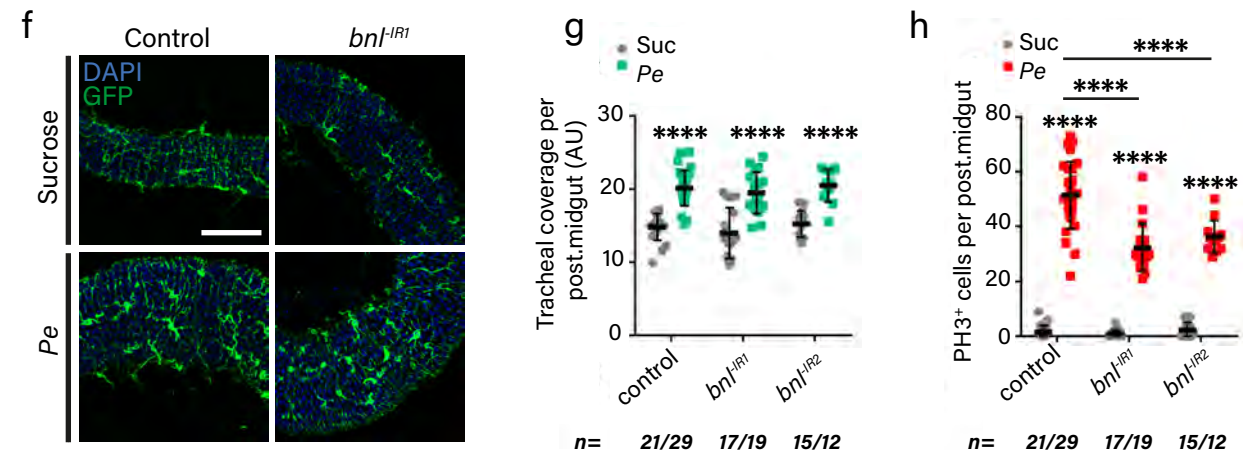 f
Control bnl-IR1
DAPI
GFP
Sucrose
Pe
g
Suc
Pe
Tracheal coverage per
post.midgut (AU)
30
20
10
0
**** **** ****
control bnl-IR1 bnl-IR2
n= 21/29 17/19 15/12
h
Suc
Pe
****
****
PH3+ cells per post.midgut
80
60
40
20
0
****
****
****
control bnl-IR1 bnl-IR2
n= 21/29 17/19 15/12